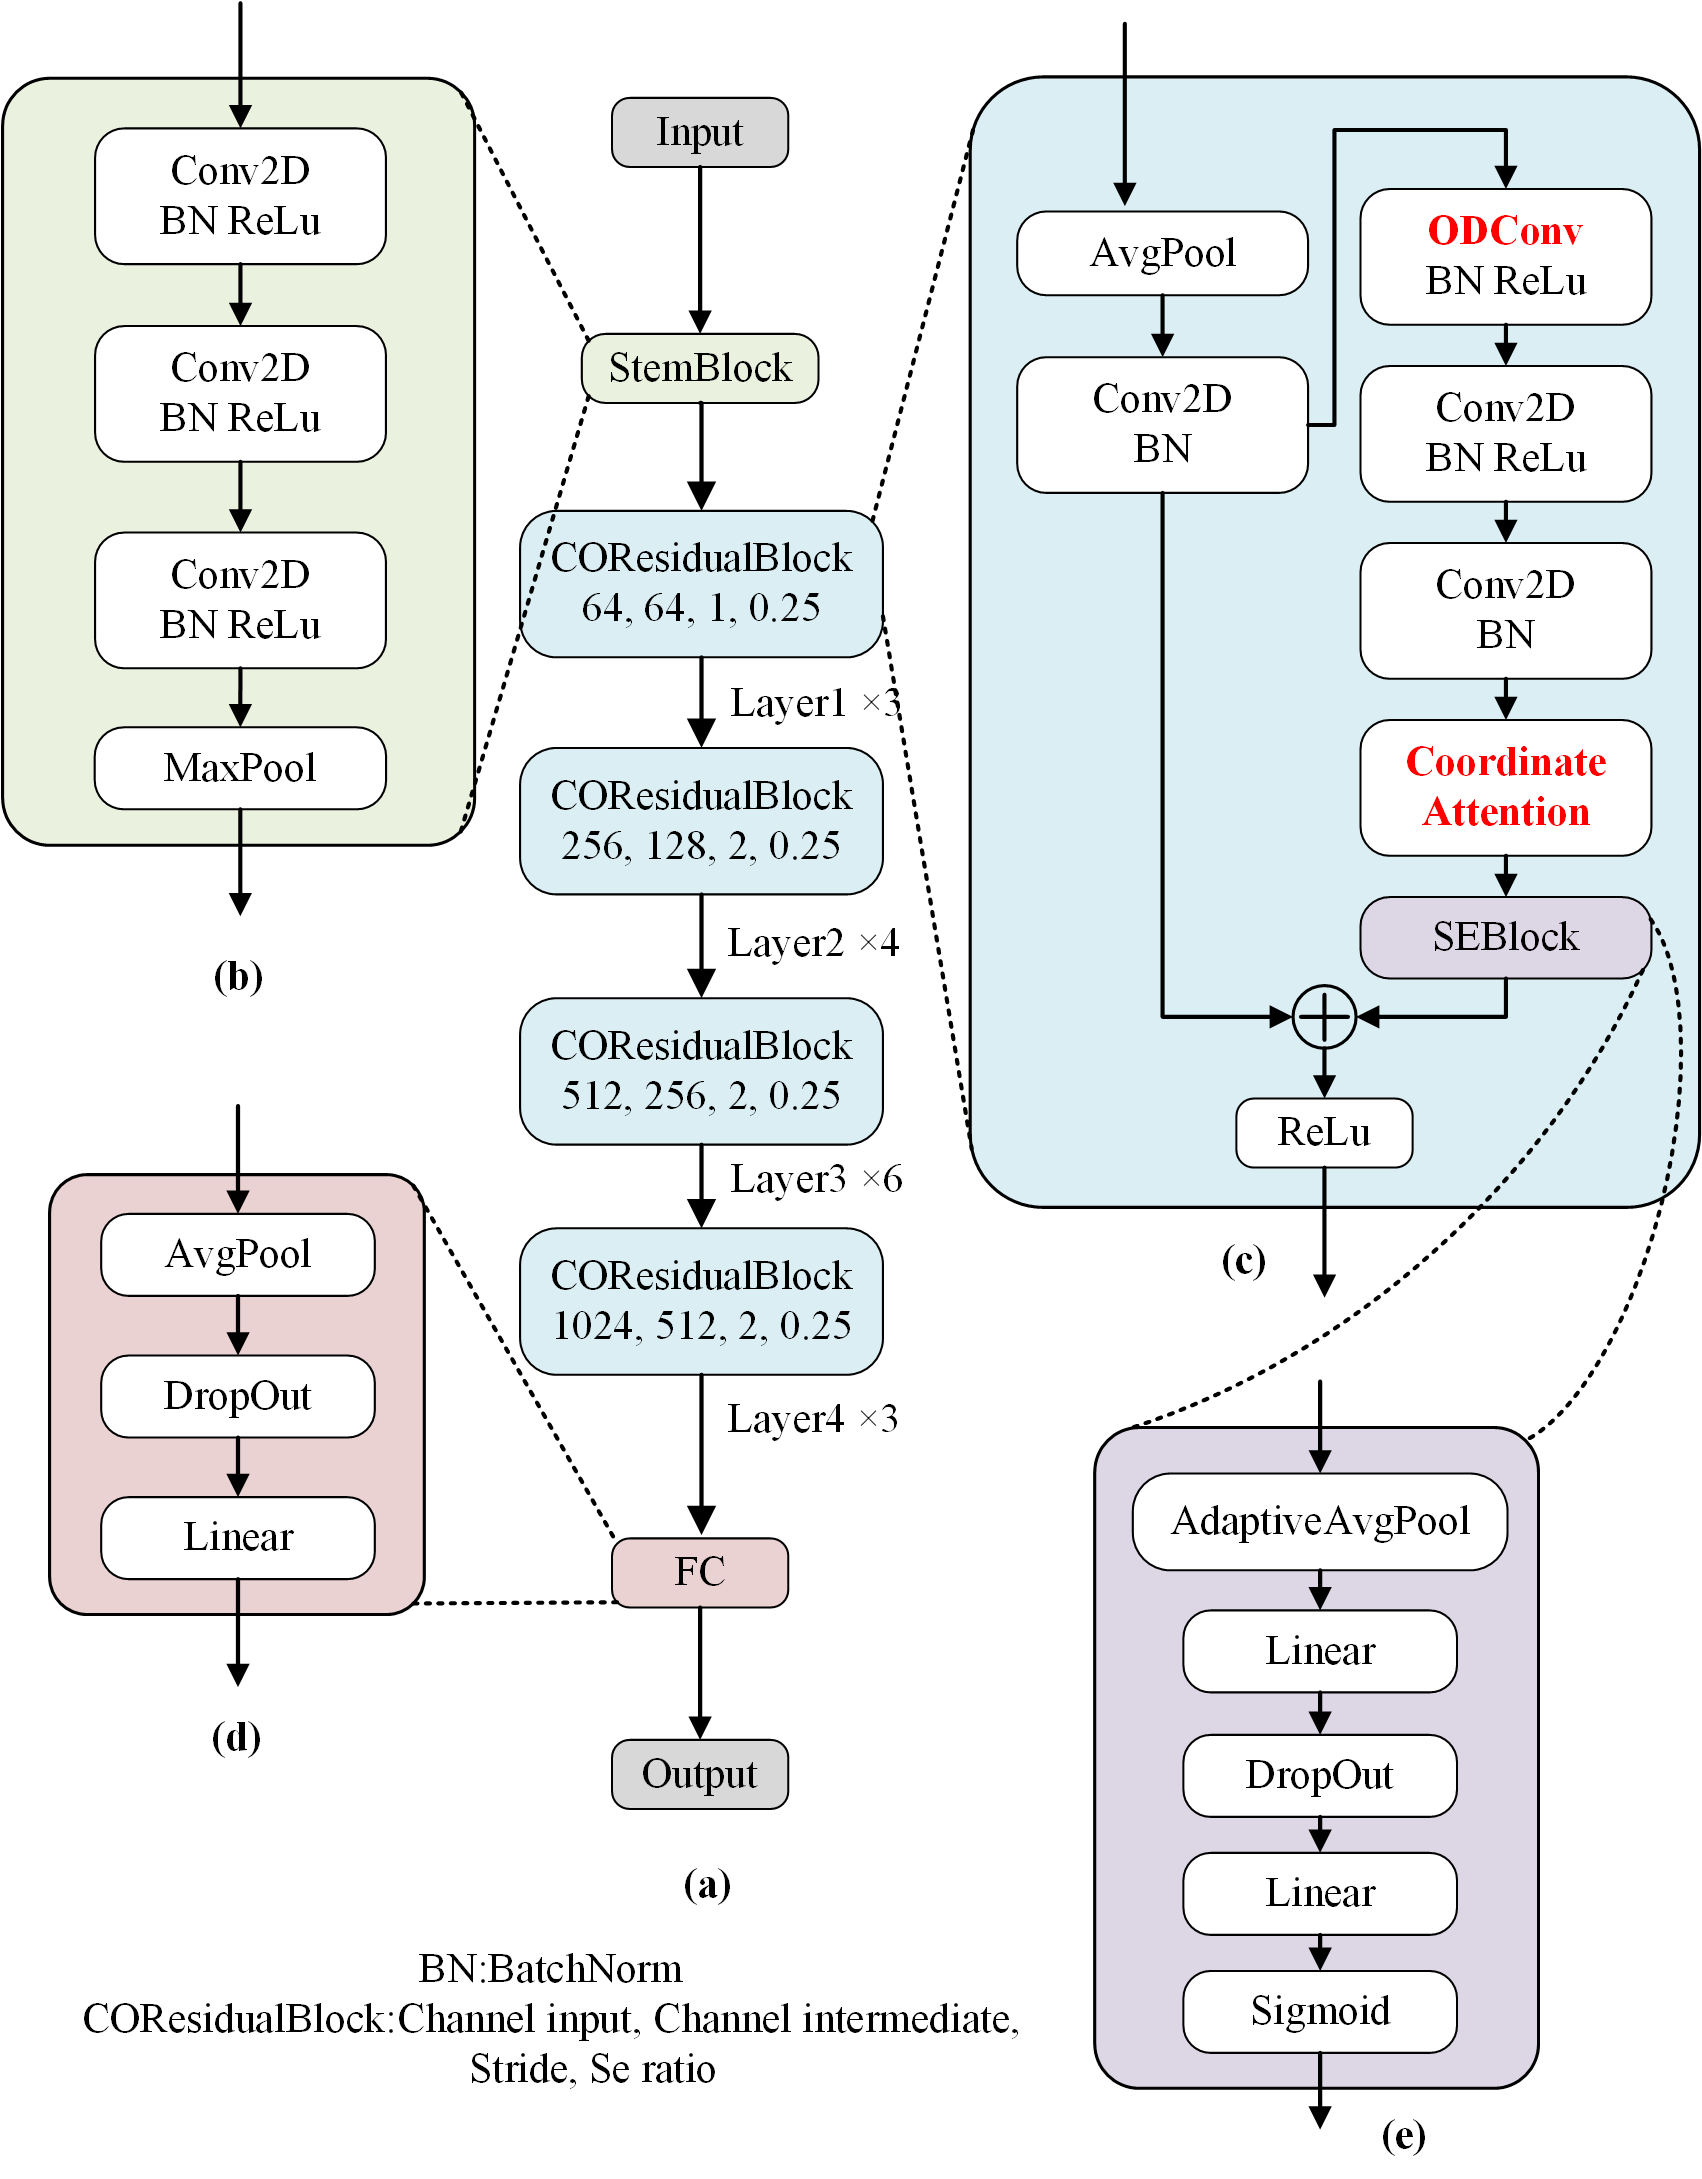 Conv2D
BN ReLu
Conv2D
BN ReLu
Conv2D
BN ReLu
MaxPool
(b)
Input
StemBlock
COResidualBlock
64, 64, 1, 0.25
Layer1 ×3
COResidualBlock
256, 128, 2, 0.25
Layer2 ×4
COResidualBlock
512, 256, 2, 0.25
Layer3 ×6
COResidualBlock
1024, 512, 2, 0.25
Layer4 ×3
FC
Output
(a)
AvgPool
Conv2D
BN
ODConv
BN ReLu
Conv2D
BN ReLu
Conv2D
BN
Coordinate
Attention
SEBlock
ReLu
(c)
AvgPool
DropOut
Linear
(d)
AdaptiveAvgPool
Linear
DropOut
Linear
Sigmoid
(e)
BN:BatchNorm
COResidualBlock:Channel input, Channel intermediate,
Stride, Se ratio